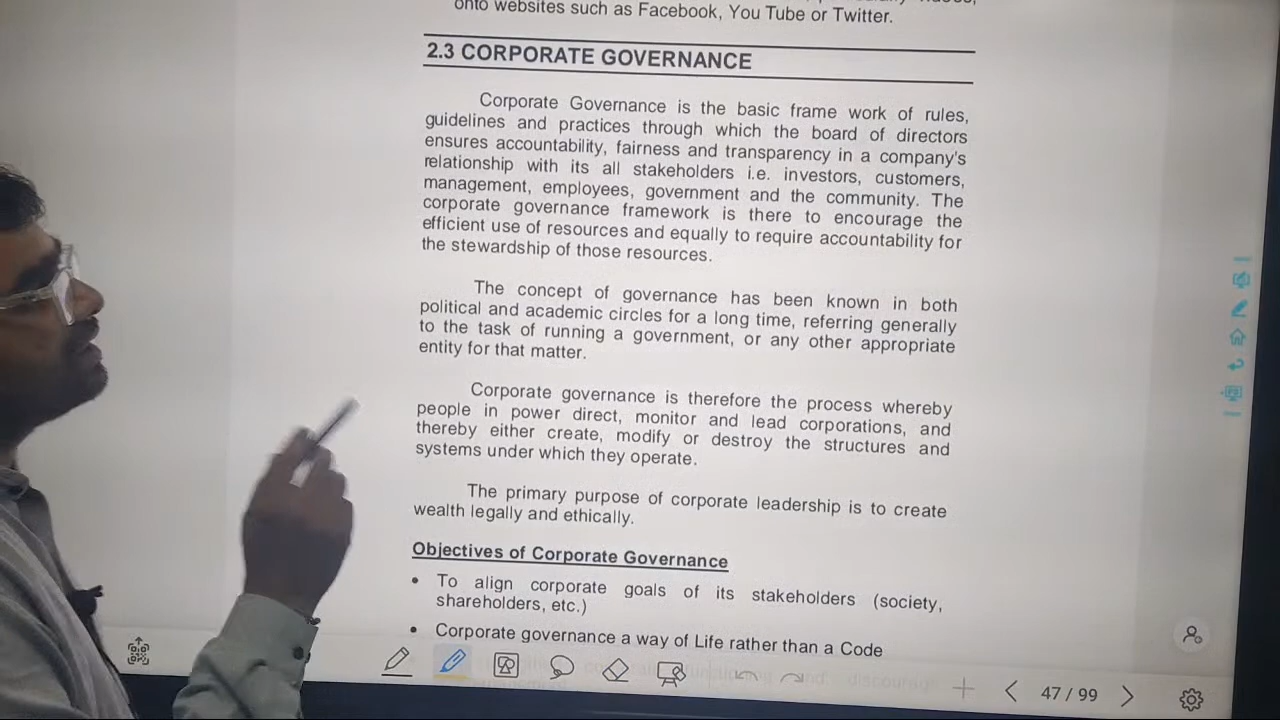 onto websites such as Facebook, You Tube or Twitter.
2.3 CORPORATE GOVERNANCE
Corporate Governance is the basic frame work of rules,
guidelines and practices through which the board of directors
ensures accountability, fairness and transparency in a company's
relationship with its all stakeholders i.e. investors, customers,
management, employees, government and the community. The
corporate governance framework is there to encourage the
efficient use of resources and equally to require accountability for
the stewardship of those resources.
The concept of governance has been known in both
political and academic circles for a long time, referring generally
to the task of running a government, or any other appropriate
entity for that matter.
Corporate governance is therefore the process whereby
people in power direct, monitor and lead corporations, and
thereby either create, modify or destroy the structures and
systems under which they operate.
The primary purpose of corporate leadership is to create
wealth legally and ethically.
Objectives of Corporate Governance
• To align corporate goals of its stakeholders (society,
shareholders, etc.)
• Corporate governance a way of Life rather than a Code
47 / 99